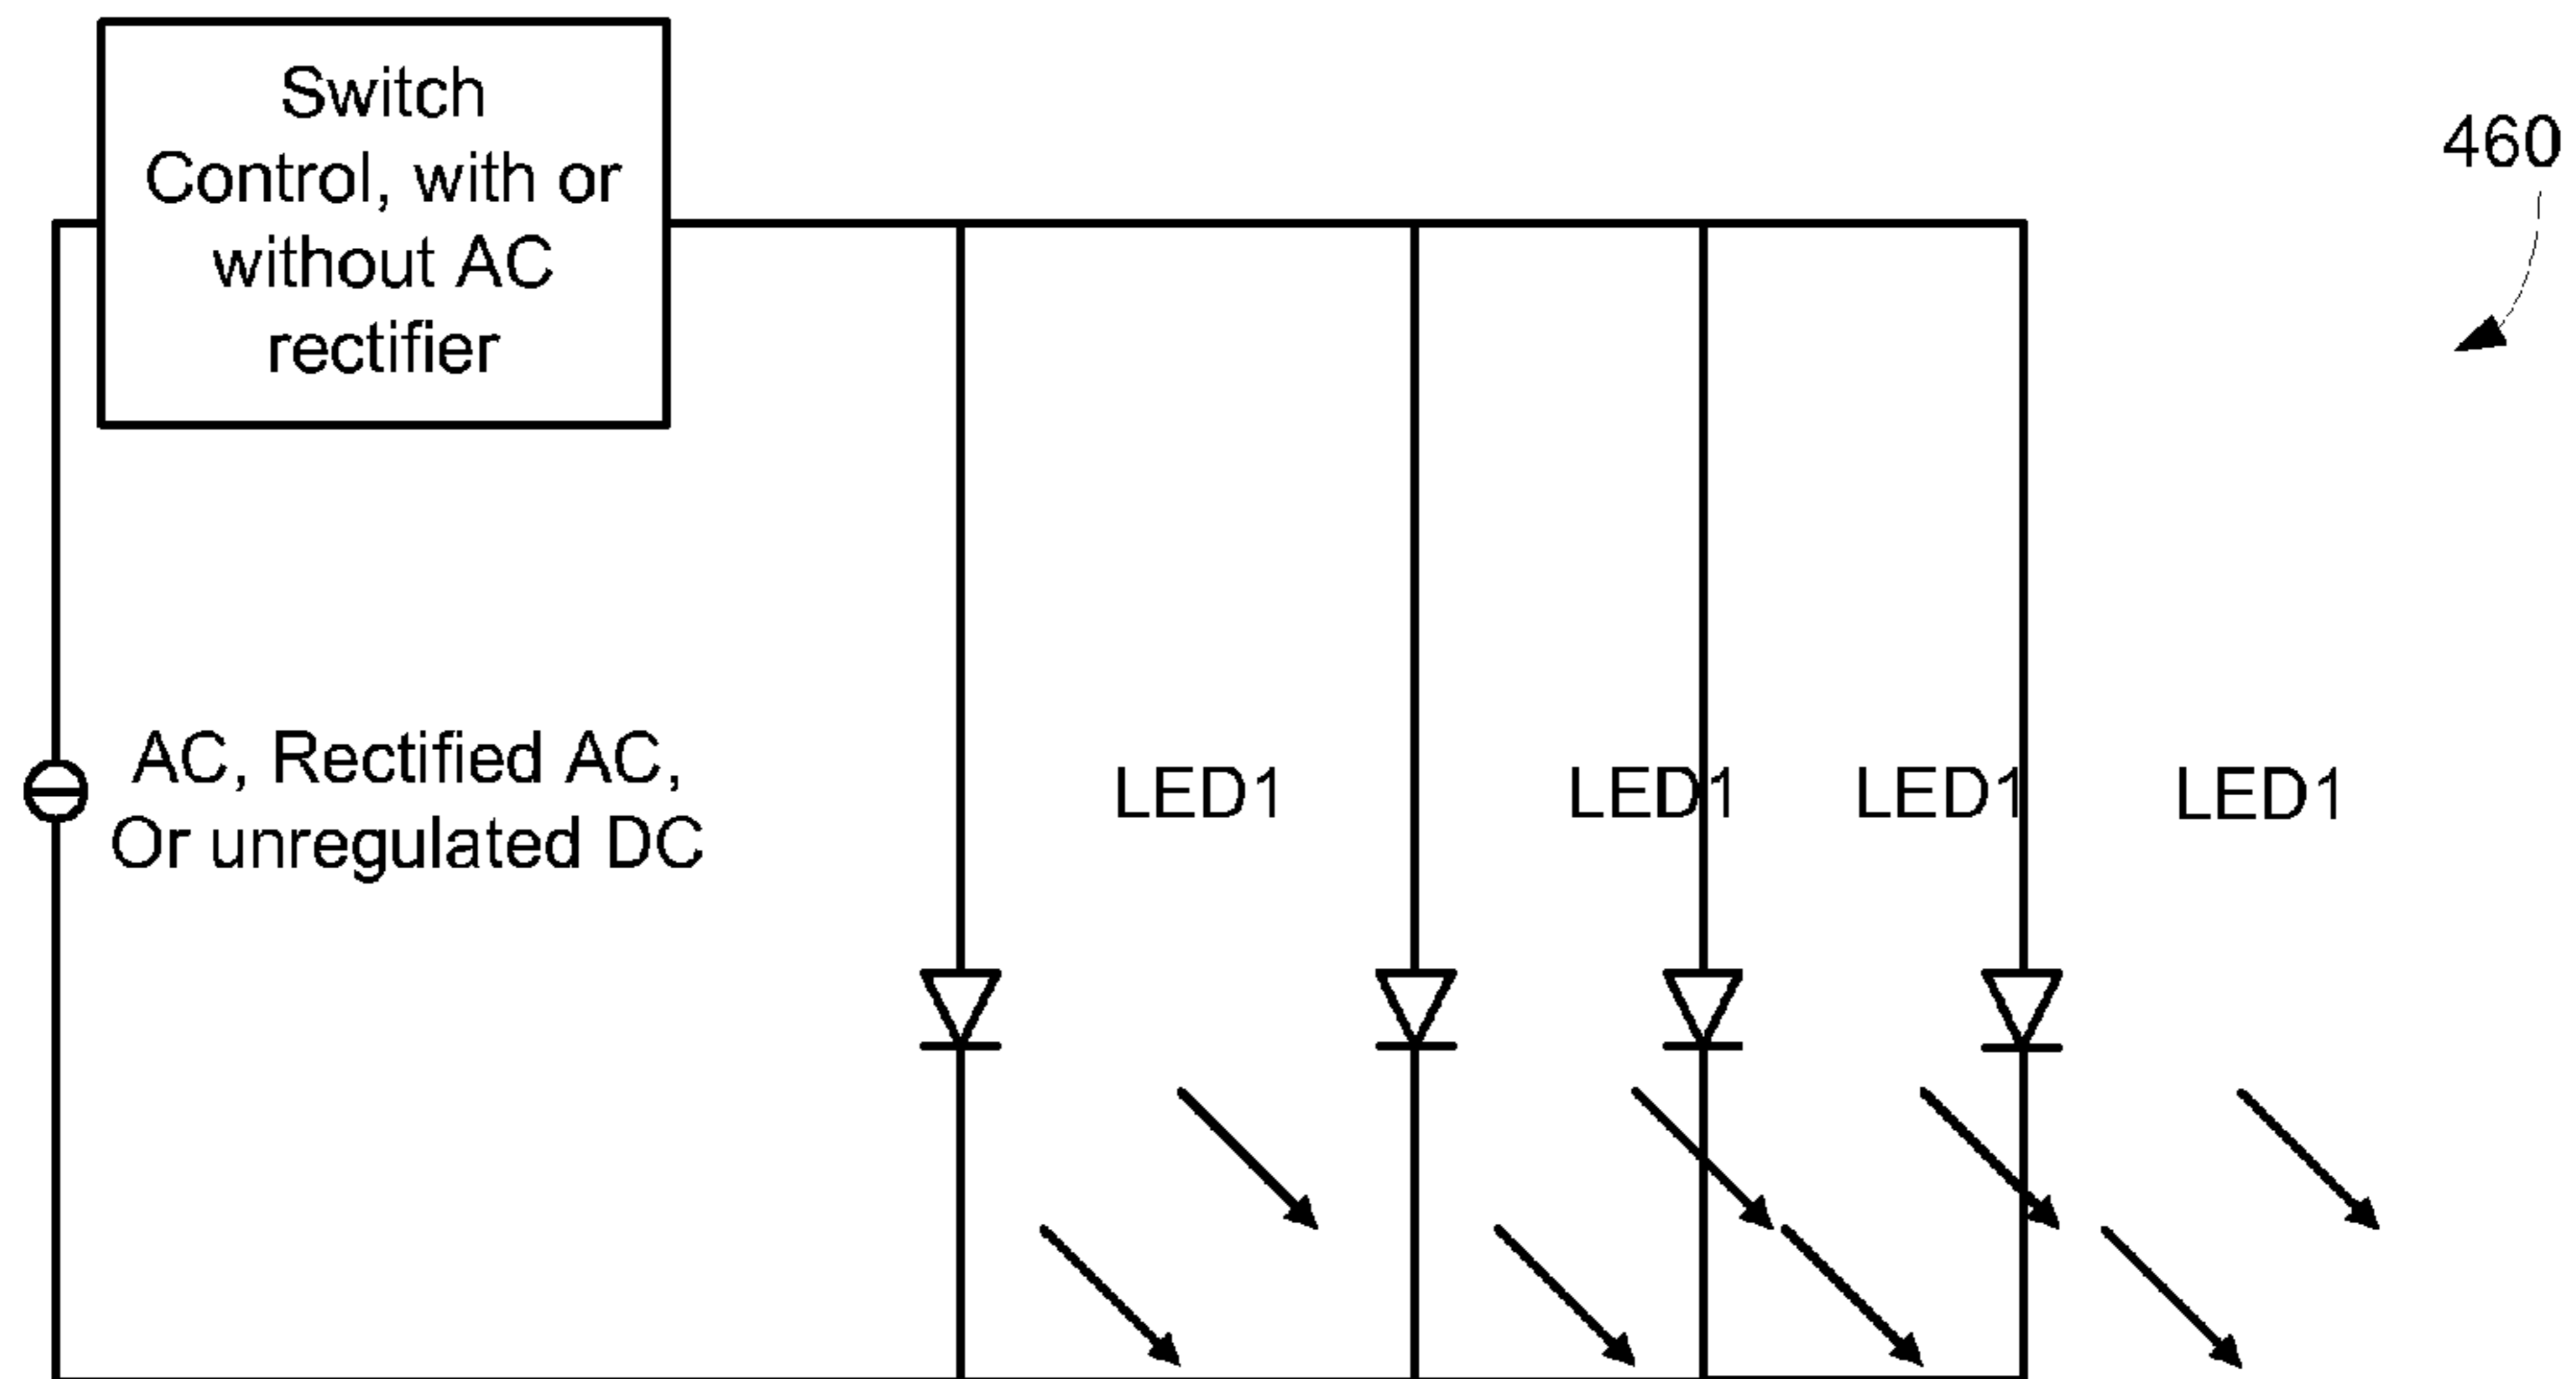 Switch
Control, with or
without AC
rectifier
460
AC, Rectified AC,
Or unregulated DC
LED1
LED1
LED1
LED1